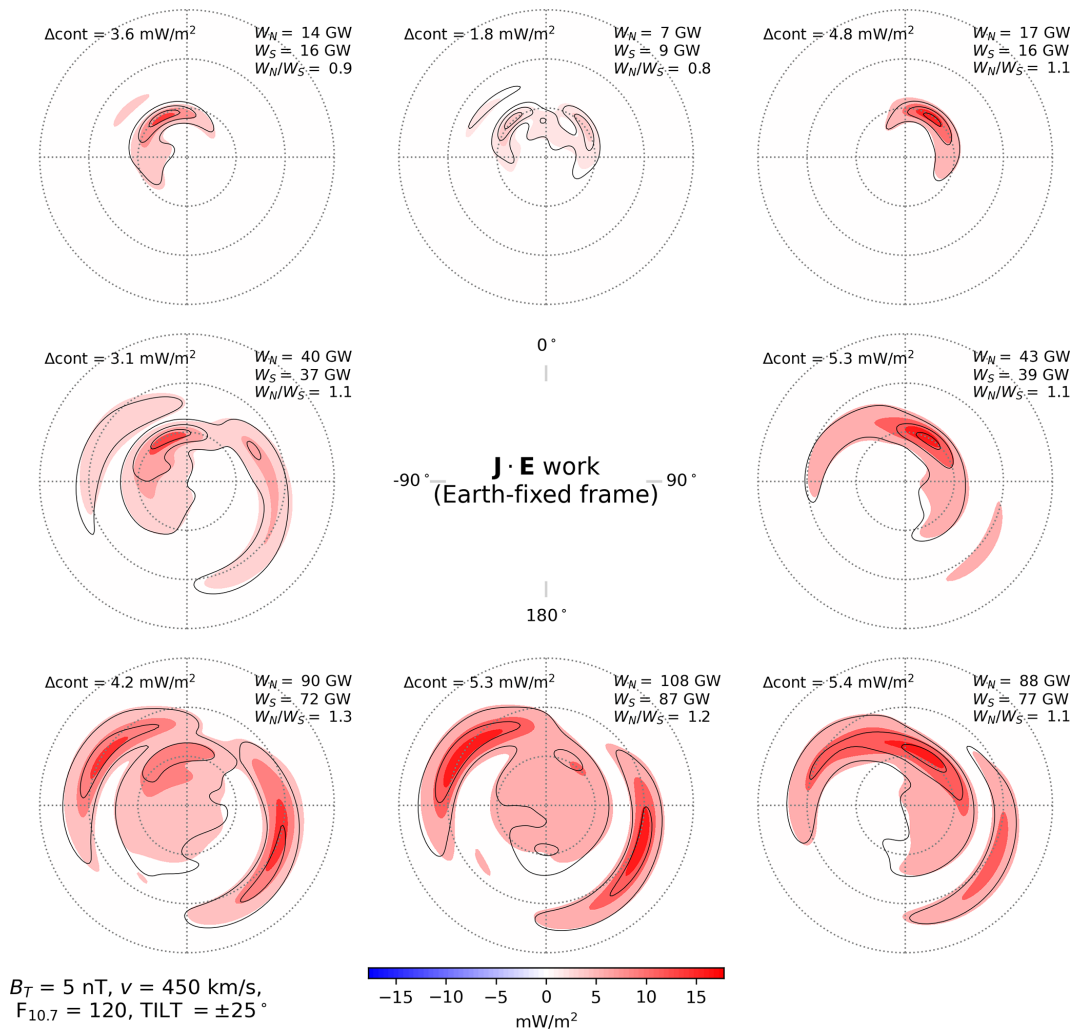 Δcont = 3.6 mW/m²
W_N = 14 GW
W_S = 16 GW
W_N/W_S = 0.9
Δcont = 1.8 mW/m²
W_N = 7 GW
W_S = 9 GW
W_N/W_S = 0.8
Δcont = 4.8 mW/m²
W_N = 17 GW
W_S = 16 GW
W_N/W_S = 1.1
Δcont = 3.1 mW/m²
W_N = 40 GW
W_S = 37 GW
W_N/W_S = 1.1
0°
-90° 90°
J · E work
(Earth-fixed frame)
180°
Δcont = 5.3 mW/m²
W_N = 43 GW
W_S = 39 GW
W_N/W_S = 1.1
Δcont = 4.2 mW/m²
W_N = 90 GW
W_S = 72 GW
W_N/W_S = 1.3
Δcont = 5.3 mW/m²
W_N = 108 GW
W_S = 87 GW
W_N/W_S = 1.2
Δcont = 5.4 mW/m²
W_N = 88 GW
W_S = 77 GW
W_N/W_S = 1.1
B_T = 5 nT, v = 450 km/s,
F_10.7 = 120, TILT = ±25°
−15 −10 −5 0 5 10 15
mW/m²